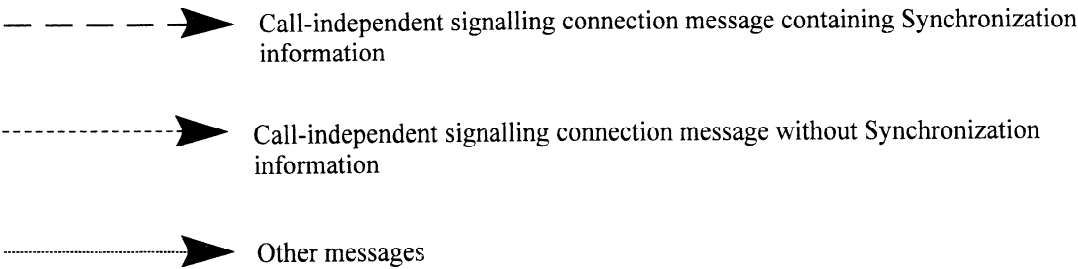 Call-independent signalling connection message containing Synchronization
information
Call-independent signalling connection message without Synchronization
information
Other messages